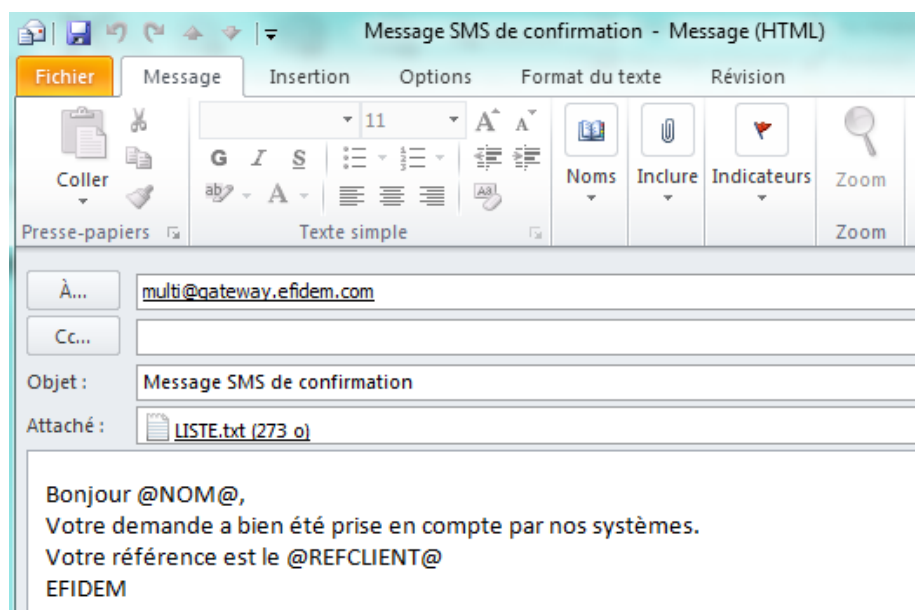 Message SMS de confirmation - Message (HTML)
Fichier Message Insertion Options Format du texte Révision
11 A A
Coller G I S Noms Inclure Indicateurs Zoom
ab A Aa
Presse-papiers Texte simple Zoom
À... multi@gateway.efidem.com
Cc...
Objet : Message SMS de confirmation
Attaché : LISTE.txt (273 o)
Bonjour @NOM@,
Votre demande a bien été prise en compte par nos systèmes.
Votre référence est le @REFCLIENT@
EFIDEM